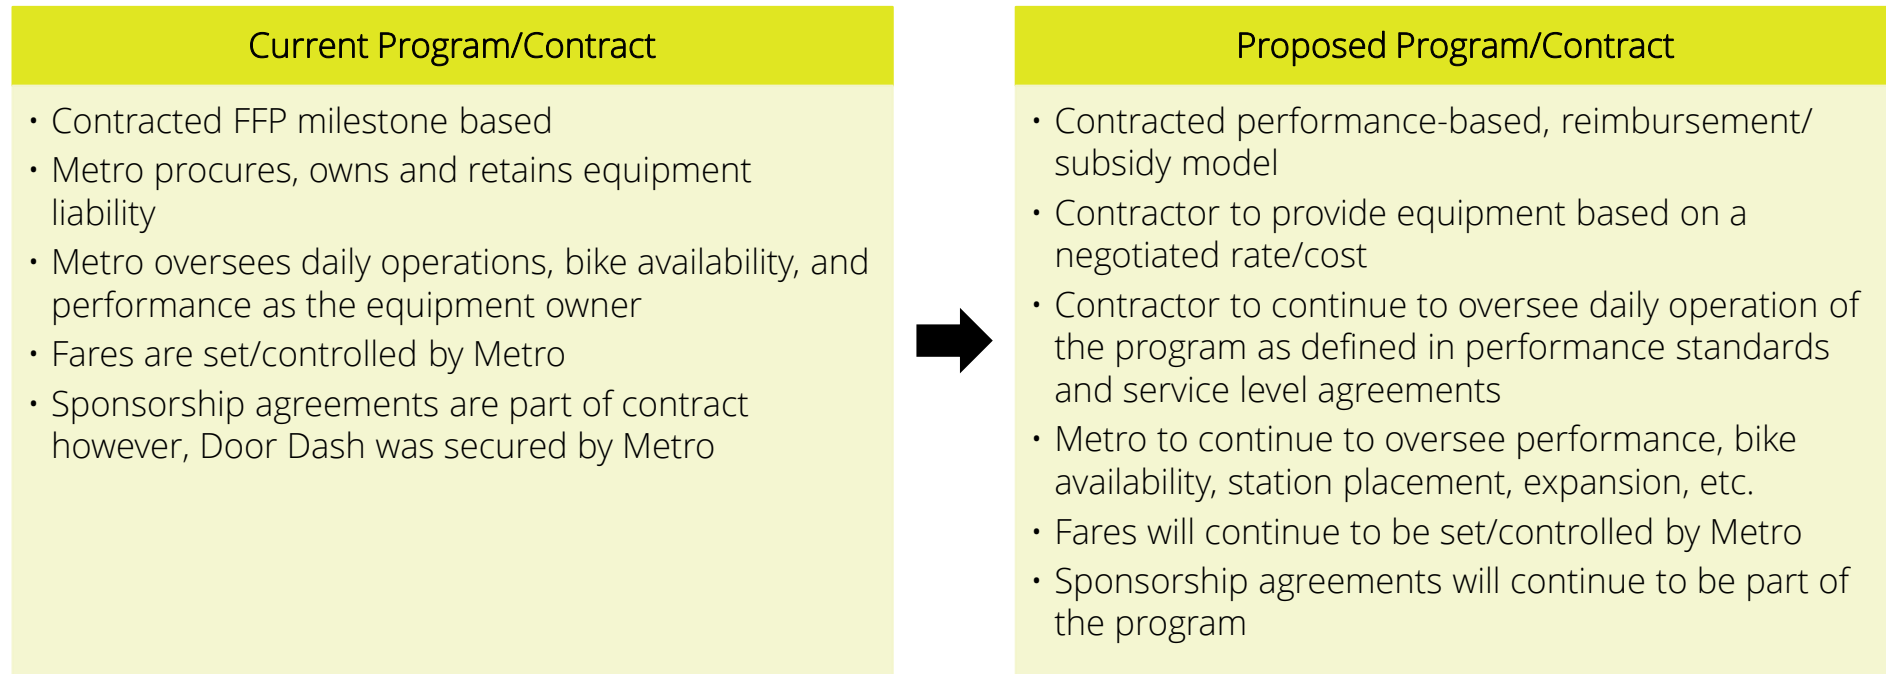 Current Program/Contract
• Contracted FFP milestone based
• Metro procures, owns and retains equipment
liability
• Metro oversees daily operations, bike availability, and
performance as the equipment owner
• Fares are set/controlled by Metro
• Sponsorship agreements are part of contract
however, Door Dash was secured by Metro
Proposed Program/Contract
• Contracted performance-based, reimbursement/
subsidy model
• Contractor to provide equipment based on a
negotiated rate/cost
• Contractor to continue to oversee daily operation of
the program as defined in performance standards
and service level agreements
• Metro to continue to oversee performance, bike
availability, station placement, expansion, etc.
• Fares will continue to be set/controlled by Metro
• Sponsorship agreements will continue to be part of
the program